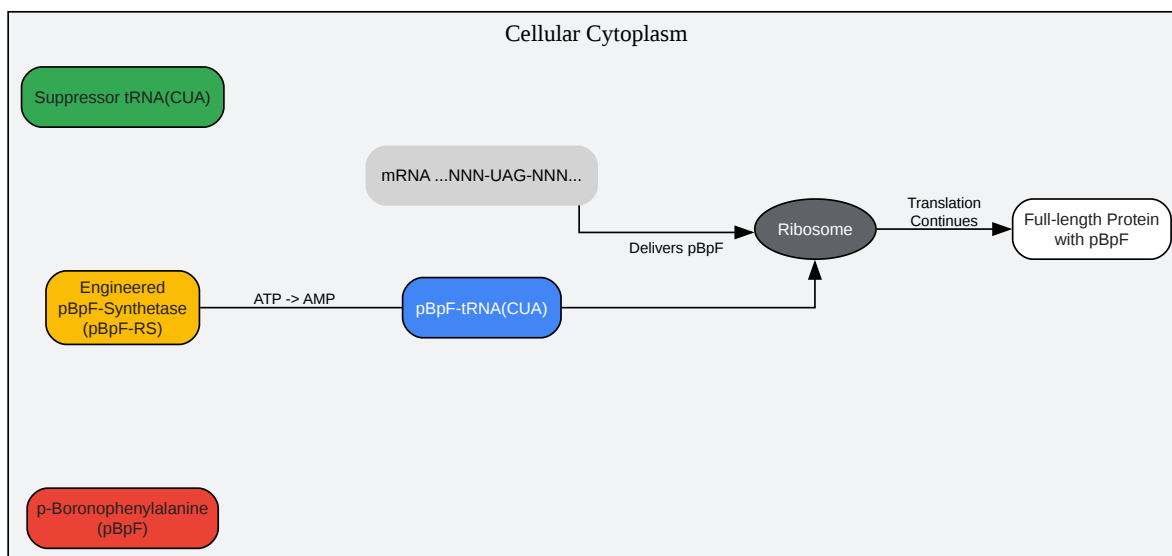 Cellular Cytoplasm
Suppressor tRNA(CUA)
mRNA ...NNN-UAG-NNN...
Delivers pBpF
Ribosome
Translation
Continues
Full-length Protein
with pBpF
Engineered
pBpF-Synthetase
(pBpF-RS)
ATP -> AMP
pBpF-tRNA(CUA)
p-Boronophenylalanine
(pBpF)